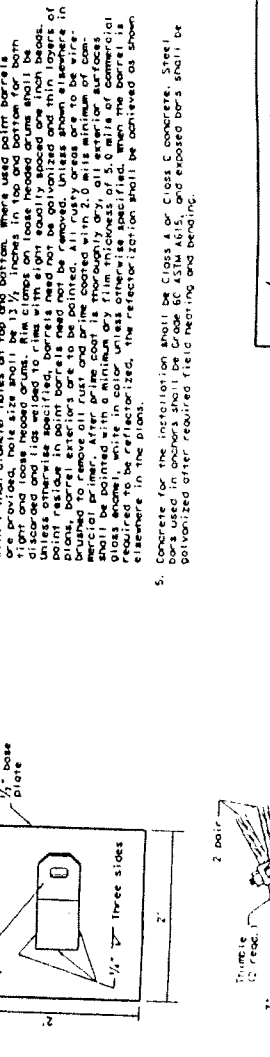 are provided, hole size shall be 13 1/2 inches in top and bottom for both
tight and loose headed drums. Rim clamps on loose headed drums shall be
discarded and lids welded to rims with eight equally spaced one inch beads.
Unless otherwise specified, barrels need not be galvanized and thin layers of
paint residue in paint barrels need not be removed. Unless shown elsewhere in
plans, barrel exterior are to be painted. All rusty areas are to be wire-
brushed to remove all rust and prime coated with 2.0 mils minimum of com-
mercial primer. After prime coat is thoroughly dry, all exterior surfaces
shall be painted with a minimum dry film thickness of 5.0 mils of commercial
gloss enamel, white in color unless otherwise specified. When the barrel is
required to be reflectorized, the refectorization shall be achieved as shown
elsewhere in the plans.
5. Concrete for the installation shall be Class A or Class C concrete. Steel
bars used in anchors shall be Grade 60 ASTM A615, and exposed bars shall be
galvanized after required field heating and bending.
1/2" base
plate
1/4" Three sides
2"
2"
2 pair
Thimble
(2 reqd.)